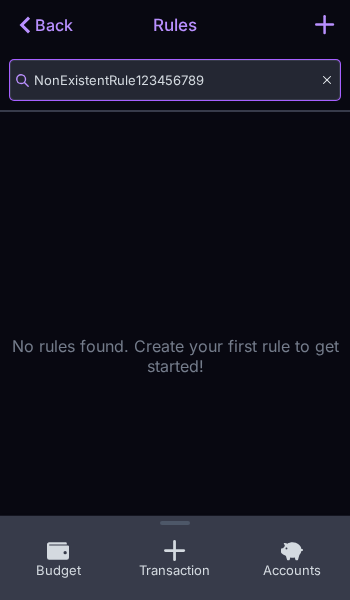 Back
Rules
NonExistentRule123456789
No rules found. Create your first rule to get
started!
Budget
Transaction
Accounts